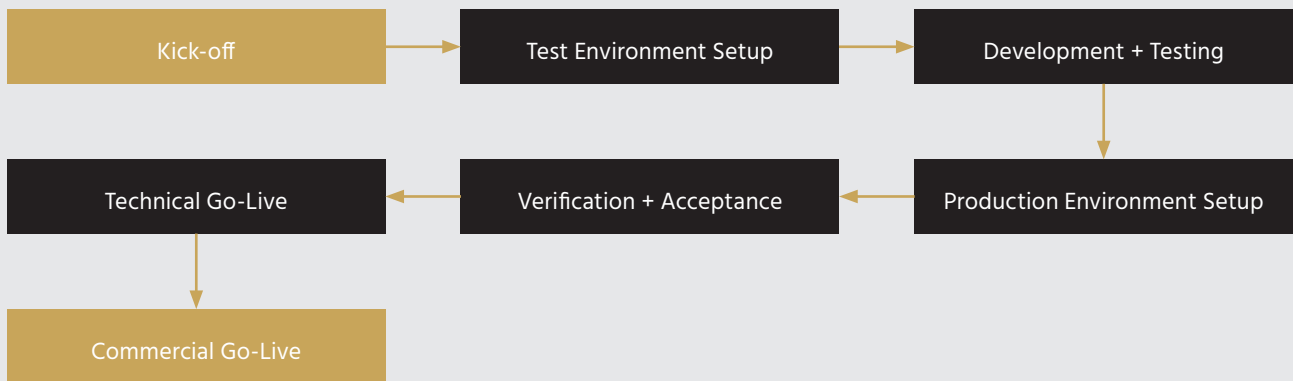 Kick-off
Test Environment Setup
Development + Testing
Production Environment Setup
Verification + Acceptance
Technical Go-Live
Commercial Go-Live